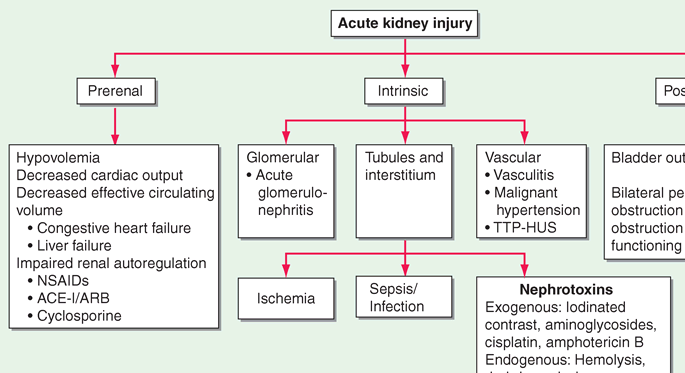 Acute kidney injury
Prerenal
Intrinsic
Hypovolemia
Decreased cardiac output
Decreased effective circulating
volume
• Congestive heart failure
• Liver failure
Impaired renal autoregulation
• NSAIDs
• ACE-I/ARB
• Cyclosporine
Glomerular
• Acute
glomerulo-
nephritis
Tubules and
interstitium
Vascular
• Vasculitis
• Malignant
hypertension
• TTP-HUS
Bladder
Bilateral
obstruction
obstruction
functioning
Ischemia
Sepsis/
Infection
Nephrotoxins
Exogenous: Iodinated
contrast, aminoglycosides,
cisplatin, amphotericin B
Endogenous: Hemolysis,